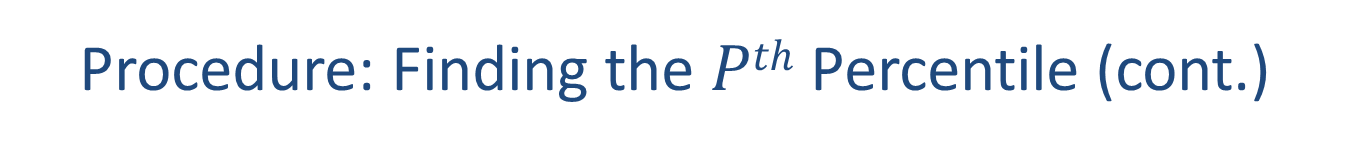 Procedure: Finding the $P^{th}$ Percentile (cont.)